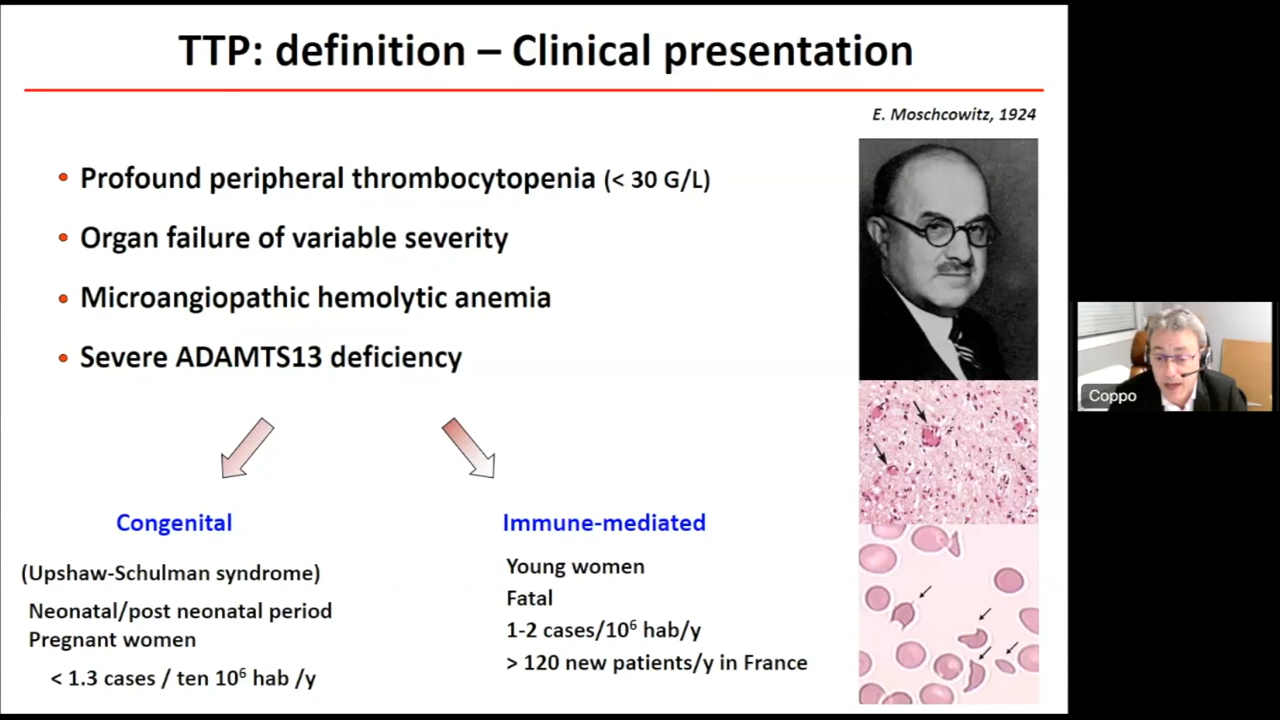 TTP: definition – Clinical presentation
E. Moschcowitz, 1924
• Profound peripheral thrombocytopenia (< 30 G/L)
• Organ failure of variable severity
• Microangiopathic hemolytic anemia
• Severe ADAMTS13 deficiency
Congenital
(Upshaw-Schulman syndrome)
Neonatal/post neonatal period
Pregnant women
< 1.3 cases / ten 10⁶ hab /y
Immune-mediated
Young women
Fatal
1-2 cases/10⁶ hab/y
> 120 new patients/y in France
Coppo